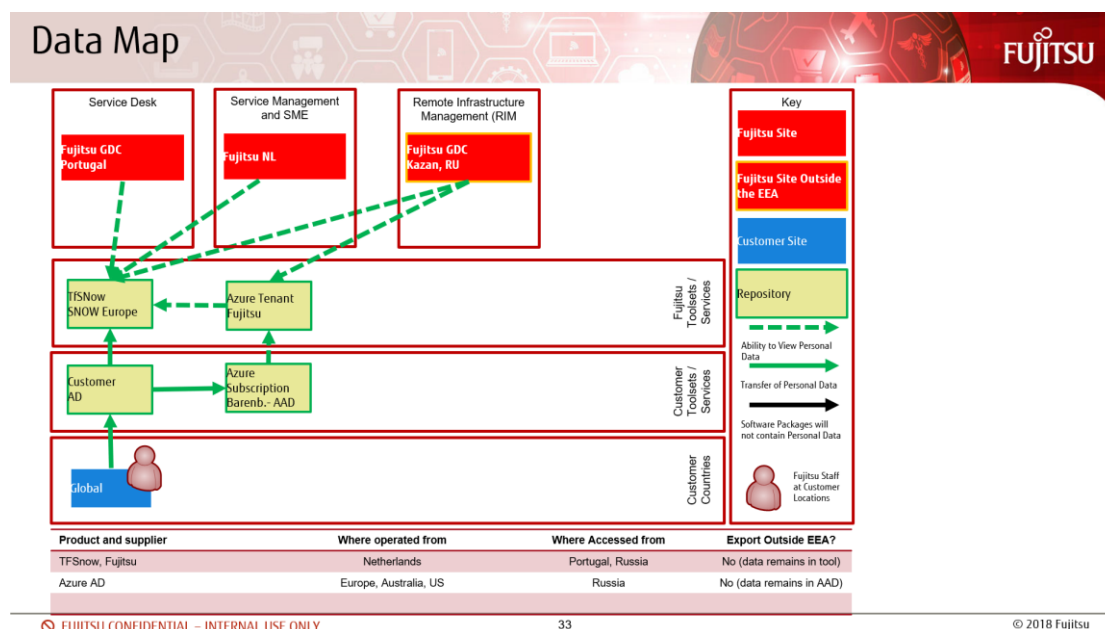 Data Map
FUJITSU
Service Desk
Fujitsu GDC
Portugal
Service Management
and SME
Fujitsu NL
Remote Infrastructure
Management (RIM
Fujitsu GDC
Kazan, RU
TfSNow
SNOW Europe
Azure Tenant
Fujitsu
Fujitsu
Toolsets /
Services
Customer
AD
Azure
Subscription
Barenb.- AAD
Customer
Toolsets /
Services
Global
Customer
Countries
Key
Fujitsu Site
Fujitsu Site Outside
the EEA
Customer Site
Repository
Ability to View Personal
Data
Transfer of Personal Data
Software Packages will
not contain Personal Data
Fujitsu Staff
at Customer
Locations
Product and supplier Where operated from Where Accessed from Export Outside EEA?
TFSnow, Fujitsu Netherlands Portugal, Russia No (data remains in tool)
Azure AD Europe, Australia, US Russia No (data remains in AAD)
FUJITSU CONFIDENTIAL – INTERNAL USE ONLY 33 © 2018 Fujitsu